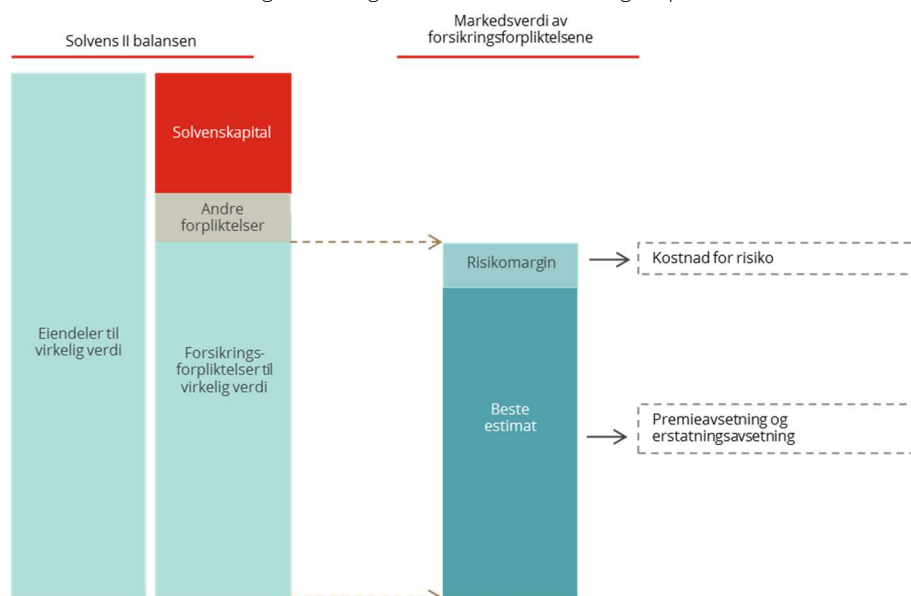 Solvens II balansen
Markedsverdi av
forsikringsforpliktelsene
Solvenskapital
Andre
forpliktelser
Eiendeler til
virkelig verdi
Forsikrings-
forpliktelser til
virkelig verdi
Risikomargin
Beste
estimat
Kostnad for risiko
Premieavsetning og
erstatningsavsetning